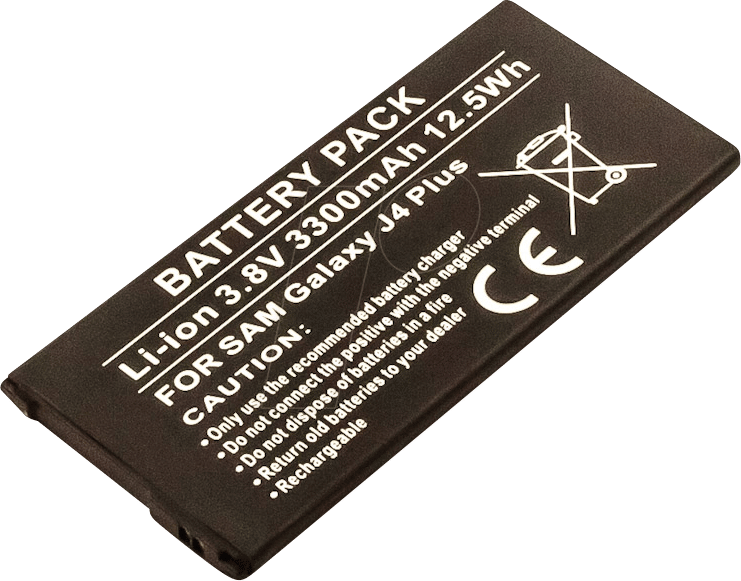 BATTERY PACK
Li-ion 3.8V 3300mAh 12.5Wh
FOR SAM Galaxy J4 Plus
CAUTION:
•Only use the recommended battery charger
•Do not connect the positive with the negative terminal
•Do not dispose of batteries in a fire
•Return old batteries to your dealer
•Rechargeable
CE